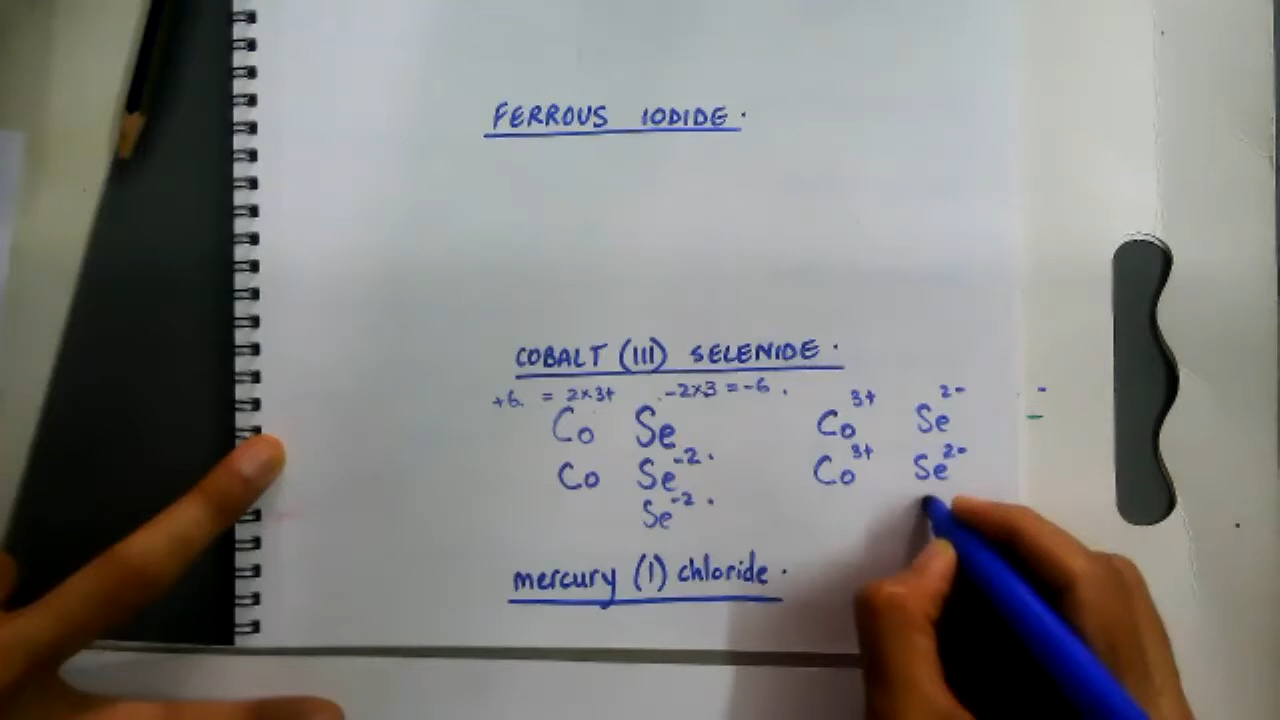 FERROUS IODIDE.
COBALT (III) SELENIDE.
+6. = 2x3+ -2x3 = -6.
Co Se Co³⁺ Se²⁻
Co Se⁻². Co³⁺ Se²⁻
Se⁻².
mercury (I) chloride.